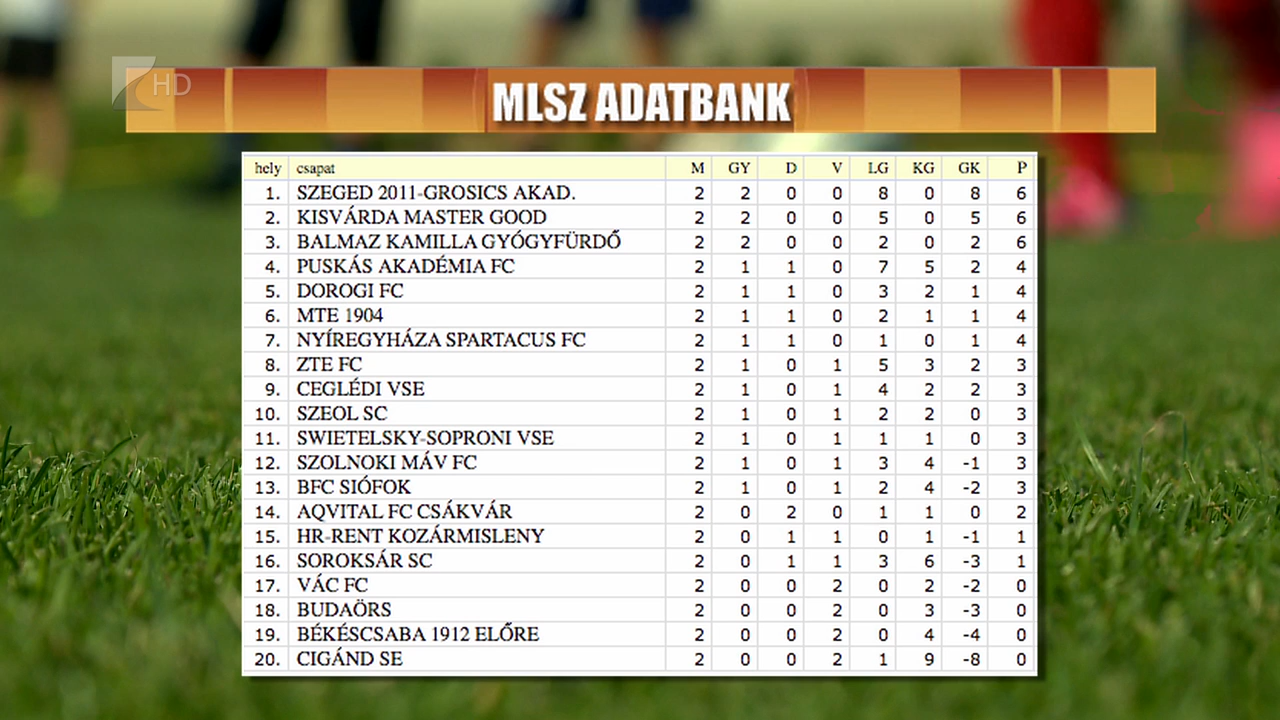 HD
MLSZ ADATBANK
hely csapat M GY D V LG KG GK P
1. SZEGED 2011-GROSICS AKAD. 2 2 0 0 8 0 8 6
2. KISVÁRDA MASTER GOOD 2 2 0 0 5 0 5 6
3. BALMAZ KAMILLA GYÓGYFÜRDŐ 2 2 0 0 2 0 2 6
4. PUSKÁS AKADÉMIA FC 2 1 1 0 7 5 2 4
5. DOROGI FC 2 1 1 0 3 2 1 4
6. MTE 1904 2 1 1 0 2 1 1 4
7. NYÍREGYHÁZA SPARTACUS FC 2 1 1 0 1 0 1 4
8. ZTE FC 2 1 0 1 5 3 2 3
9. CEGLÉDI VSE 2 1 0 1 4 2 2 3
10. SZEOL SC 2 1 0 1 2 2 0 3
11. SWIETELSKY-SOPRONI VSE 2 1 0 1 1 1 0 3
12. SZOLNOKI MÁV FC 2 1 0 1 3 4 -1 3
13. BFC SIÓFOK 2 1 0 1 2 4 -2 3
14. AQVITAL FC CSÁKVÁR 2 0 2 0 1 1 0 2
15. HR-RENT KOZÁRMISLENY 2 0 1 1 0 1 -1 1
16. SOROKSÁR SC 2 0 1 1 3 6 -3 1
17. VÁC FC 2 0 0 2 0 2 -2 0
18. BUDAÖRS 2 0 0 2 0 3 -3 0
19. BÉKÉSCSABA 1912 ELŐRE 2 0 0 2 0 4 -4 0
20. CIGÁND SE 2 0 0 2 1 9 -8 0